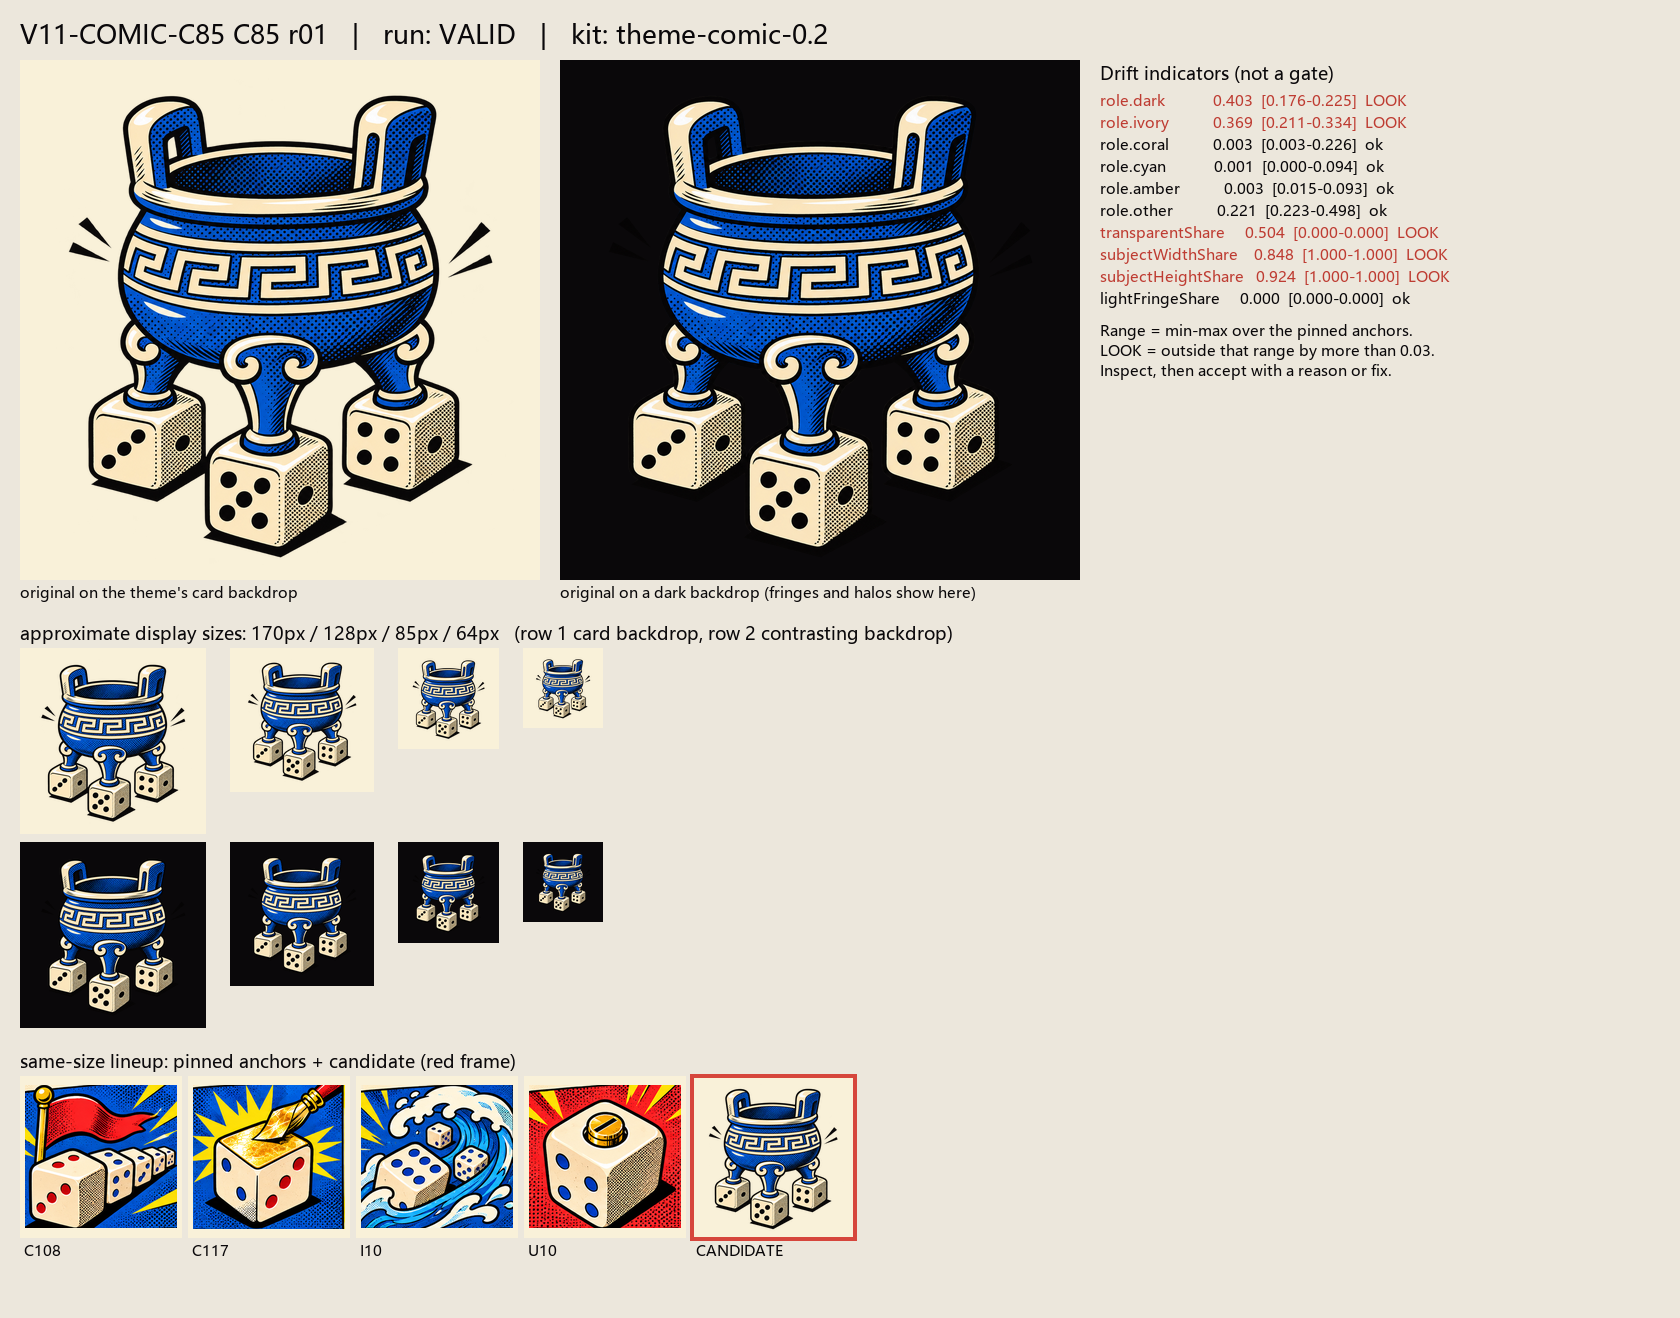 V11-COMIC-C85 C85 r01 | run: VALID | kit: theme-comic-0.2
Drift indicators (not a gate)
role.dark 0.403 [0.176-0.225] LOOK
role.ivory 0.369 [0.211-0.334] LOOK
role.coral 0.003 [0.003-0.226] ok
role.cyan 0.001 [0.000-0.094] ok
role.amber 0.003 [0.015-0.093] ok
role.other 0.221 [0.223-0.498] ok
transparentShare 0.504 [0.000-0.000] LOOK
subjectWidthShare 0.848 [1.000-1.000] LOOK
subjectHeightShare 0.924 [1.000-1.000] LOOK
lightFringeShare 0.000 [0.000-0.000] ok
Range = min-max over the pinned anchors.
LOOK = outside that range by more than 0.03.
Inspect, then accept with a reason or fix.
original on the theme's card backdrop
original on a dark backdrop (fringes and halos show here)
approximate display sizes: 170px / 128px / 85px / 64px (row 1 card backdrop, row 2 contrasting backdrop)
same-size lineup: pinned anchors + candidate (red frame)
C108
C117
I10
U10
CANDIDATE